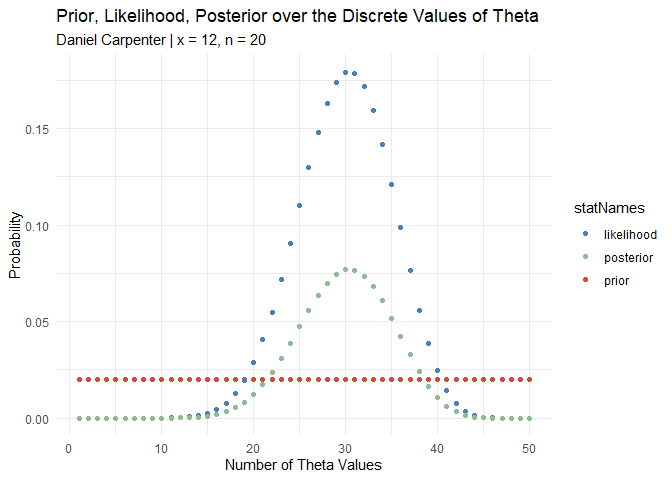 Prior, Likelihood, Posterior over the Discrete Values of Theta
Daniel Carpenter | x = 12, n = 20
0.15
0.10
0.05
0.00
Probability
0 10 20 30 40 50
Number of Theta Values
statNames
likelihood
posterior
prior